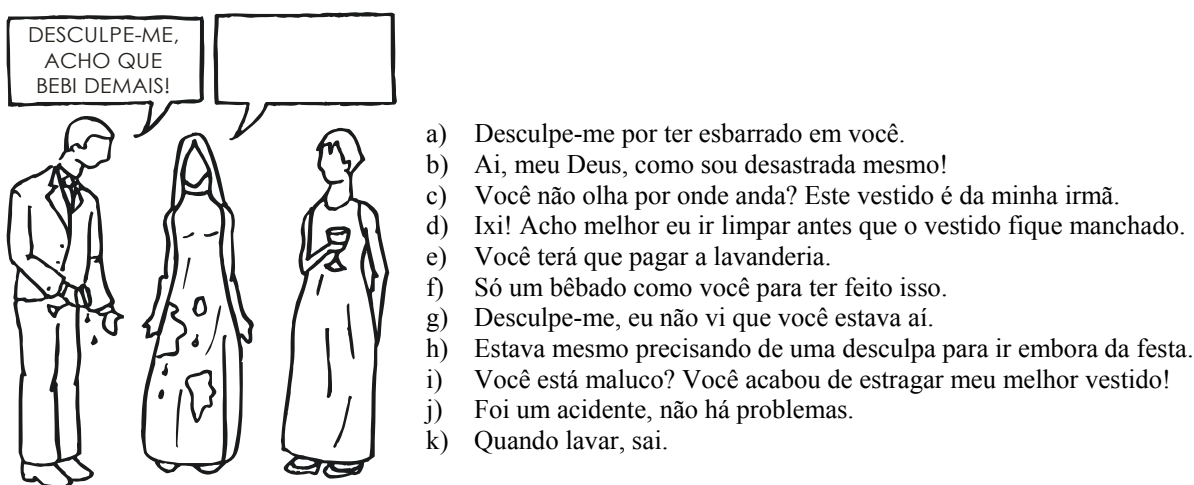 DESCULPE-ME,
ACHO QUE
BEBI DEMAIS!
a) Desculpe-me por ter esbarrado em você.
b) Ai, meu Deus, como sou desastrada mesmo!
c) Você não olha por onde anda? Este vestido é da minha irmã.
d) Ixi! Acho melhor eu ir limpar antes que o vestido fique manchado.
e) Você terá que pagar a lavanderia.
f) Só um bêbado como você para ter feito isso.
g) Desculpe-me, eu não vi que você estava aí.
h) Estava mesmo precisando de uma desculpa para ir embora da festa.
i) Você está maluco? Você acabou de estragar meu melhor vestido!
j) Foi um acidente, não há problemas.
k) Quando lavar, sai.